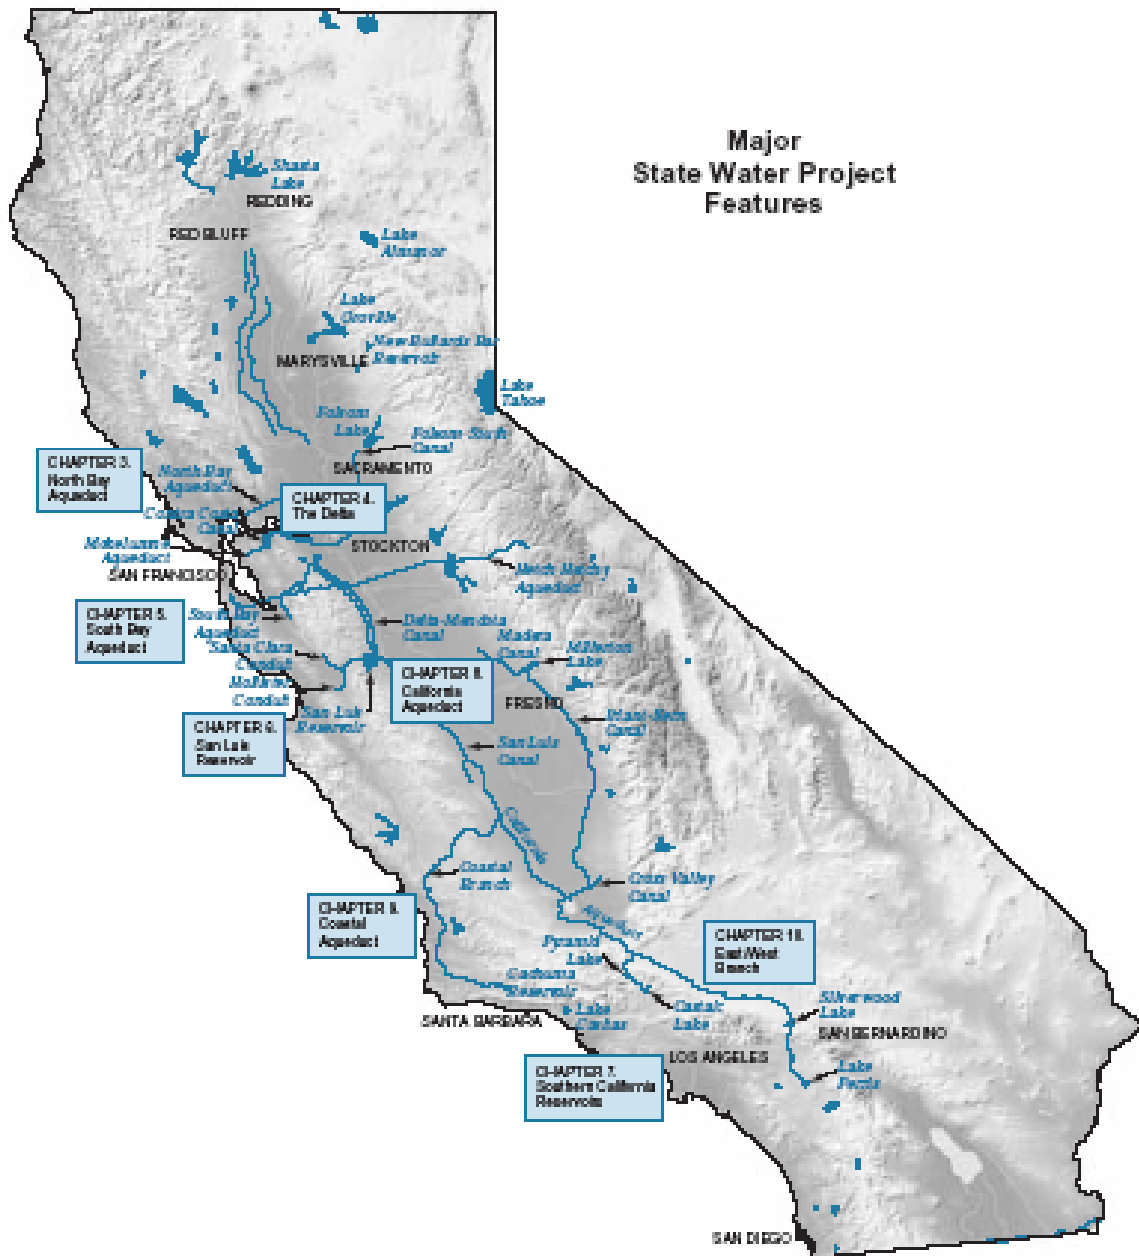 Major
State Water Project
Features
Shasta
Lake
REDDING
RED BLUFF
Lake
Almanor
Lake
Oroville
New Bullards Bar
Reservoir
MARYSVILLE
Lake
Tahoe
Folsom
Lake
Folsom South
Canal
SACRAMENTO
CHAPTER 3.
North Bay
Aqueduct
North Bay
Aqueduct
CHAPTER 4.
The Delta
Contra Costa
Canal
STOCKTON
Mokelumne
Aqueduct
SAN FRANCISCO
Hetch Hetchy
Aqueduct
CHAPTER 5.
South Bay
Aqueduct
South Bay
Aqueduct
Delta-Mendota
Canal
Madera
Canal
Millerton
Lake
Santa Clara
Conduit
Hollister
Conduit
San Luis
Reservoir
CHAPTER 8.
California
Aqueduct
FRESNO
Friant-Kern
Canal
CHAPTER 6.
San Luis
Reservoir
San Luis
Canal
California
Coastal
Branch
Cross Valley
Canal
CHAPTER 9.
Coastal
Aqueduct
Aqueduct
Pyramid
Lake
CHAPTER 10.
East/West
Branch
Cachuma
Reservoir
Castaic
Lake
Silverwood
Lake
SANTA BARBARA
Lake
Casitas
SAN BERNARDINO
LOS ANGELES
CHAPTER 7.
Southern California
Reservoirs
Lake
Perris
SAN DIEGO